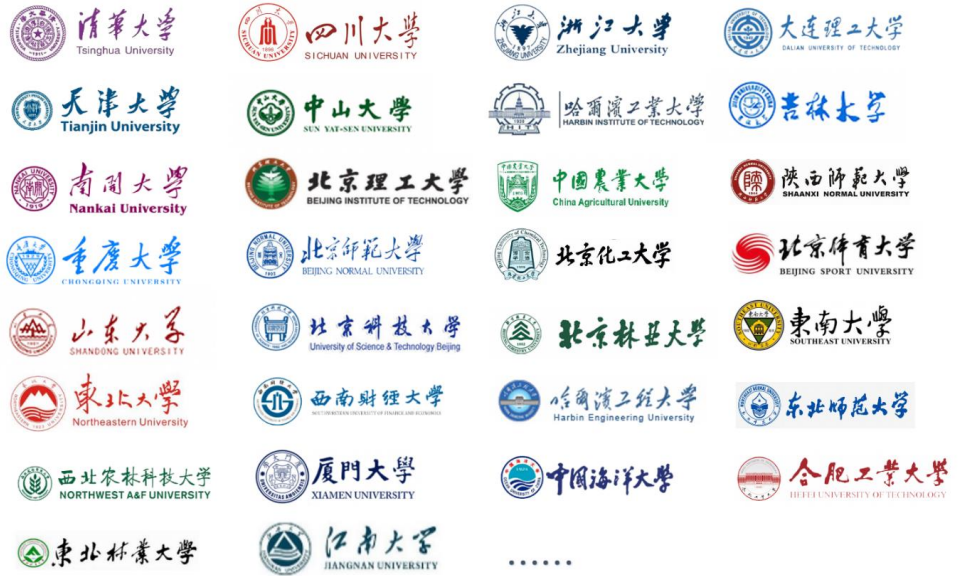 清華大學
Tsinghua University
四川大學
SICHUAN UNIVERSITY
浙江大學
Zhejiang University
大连理工大学
DALIAN UNIVERSITY OF TECHNOLOGY
天津大学
Tianjin University
中山大學
SUN YAT-SEN UNIVERSITY
哈爾濱工業大學
HARBIN INSTITUTE OF TECHNOLOGY
吉林大学
南開大學
Nankai University
北京理工大學
BEIJING INSTITUTE OF TECHNOLOGY
中國農業大學
China Agricultural University
陝西師範大學
SHAANXI NORMAL UNIVERSITY
重慶大學
CHONGQING UNIVERSITY
北京師範大學
BEIJING NORMAL UNIVERSITY
北京化工大学
北京体育大学
BEIJING SPORT UNIVERSITY
山东大学
SHANDONG UNIVERSITY
北京科技大学
University of Science & Technology Beijing
北京林业大学
東南大學
SOUTHEAST UNIVERSITY
東北大學
Northeastern University
西南财經大學
SOUTHWESTERN UNIVERSITY OF FINANCE AND ECONOMICS
哈爾濱工程大學
Harbin Engineering University
东北师范大学
西北农林科技大学
NORTHWEST A&F UNIVERSITY
厦門大學
XIAMEN UNIVERSITY
中国海洋大学
合肥工業大學
HEFEI UNIVERSITY OF TECHNOLOGY
東北林業大學
江南大学
JIANGNAN UNIVERSITY
......